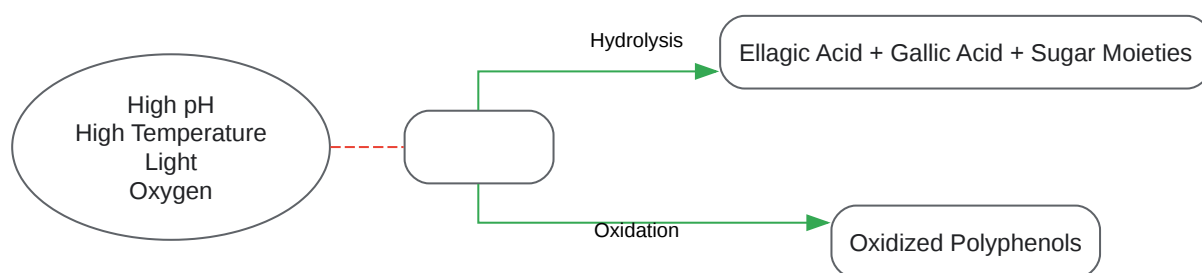 High pH
High Temperature
Light
Oxygen
Hydrolysis
Ellagic Acid + Gallic Acid + Sugar Moieties
Oxidation
Oxidized Polyphenols